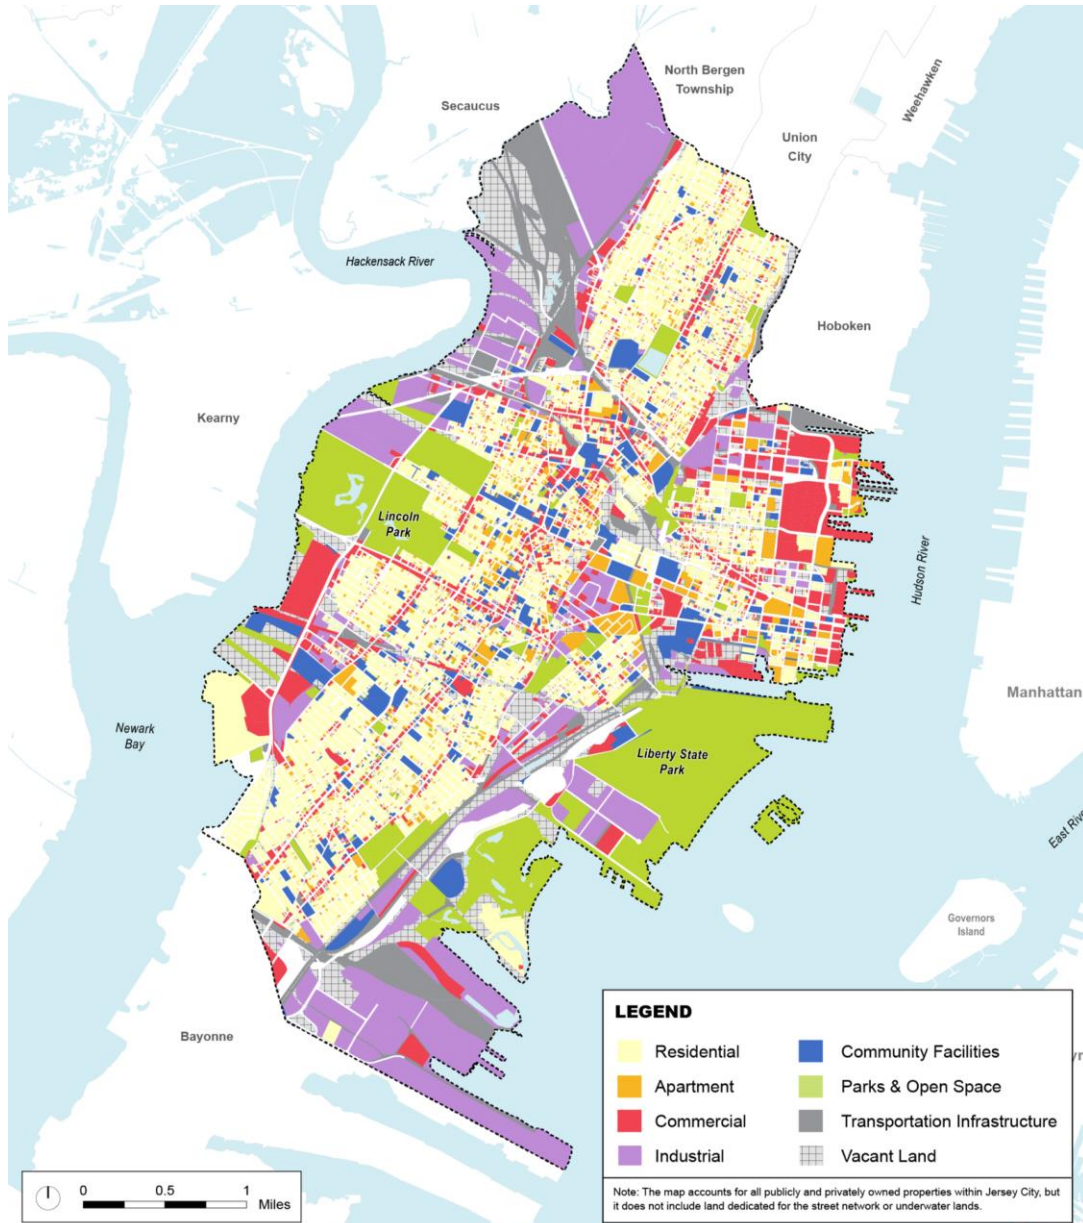 North Bergen
Township
Secaucus
Weehawken
Union
City
Hackensack River
Hoboken
Kearny
Lincoln
Park
Hudson River
Manhattan
Newark
Bay
Liberty State
Park
Governors
Island
Bayonne
LEGEND
Residential
Apartment
Commercial
Industrial
Community Facilities
Parks & Open Space
Transportation Infrastructure
Vacant Land
Note: The map accounts for all publicly and privately owned properties within Jersey City, but
it does not include land dedicated for the street network or underwater lands.
0 0.5 1
Miles
East